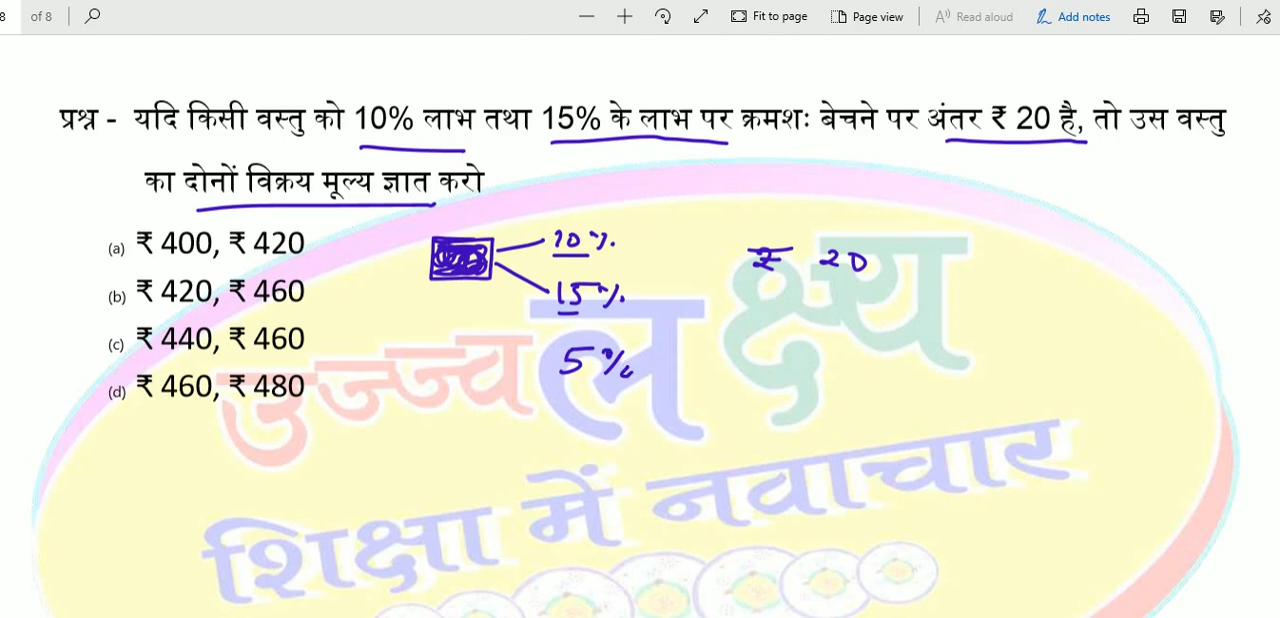 8 of 8 Fit to page Page view Read aloud Add notes
प्रश्न - यदि किसी वस्तु को 10% लाभ तथा 15% के लाभ पर क्रमशः बेचने पर अंतर ₹ 20 है, तो उस वस्तु
का दोनों विक्रय मूल्य ज्ञात करो
(a) ₹ 400, ₹ 420
(b) ₹ 420, ₹ 460
(c) ₹ 440, ₹ 460
(d) ₹ 460, ₹ 480
10%.
15%.
5%
₹ 20
उज्ज्वल लक्ष्य
शिक्षा में नवाचार